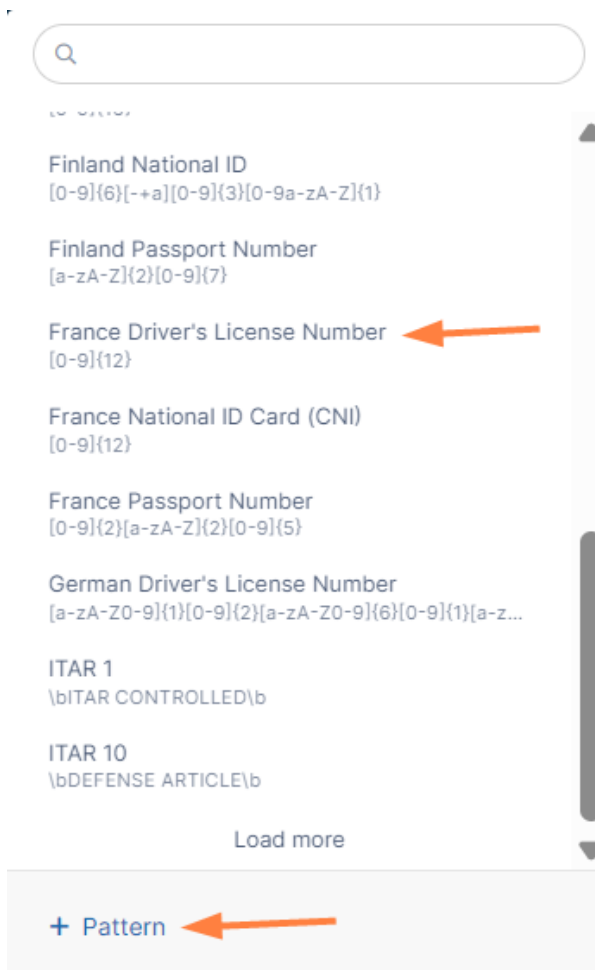 Finland National ID
[0-9]{6}[-+a][0-9]{3}[0-9a-zA-Z]{1}
Finland Passport Number
[a-zA-Z]{2}[0-9]{7}
France Driver's License Number
[0-9]{12}
France National ID Card (CNI)
[0-9]{12}
France Passport Number
[0-9]{2}[a-zA-Z]{2}[0-9]{5}
German Driver's License Number
[a-zA-Z0-9]{1}[0-9]{2}[a-zA-Z0-9]{6}[0-9]{1}[a-z...
ITAR 1
\bITAR CONTROLLED\b
ITAR 10
\bDEFENSE ARTICLE\b
Load more
+ Pattern